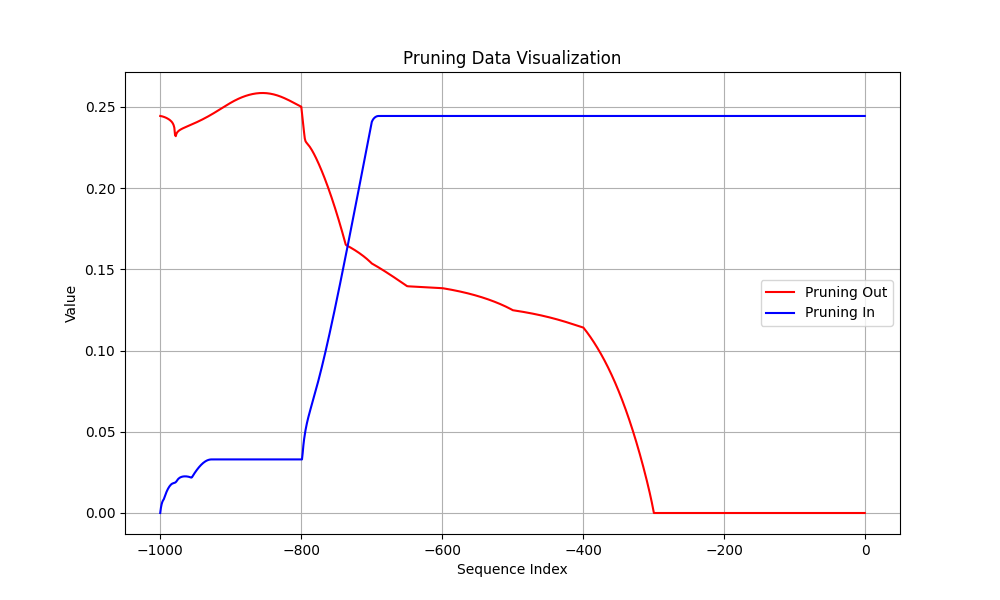 Pruning Data Visualization
Value
0.25
0.20
0.15
0.10
0.05
0.00
Pruning Out
Pruning In
−1000
−800
−600
−400
−200
0
Sequence Index